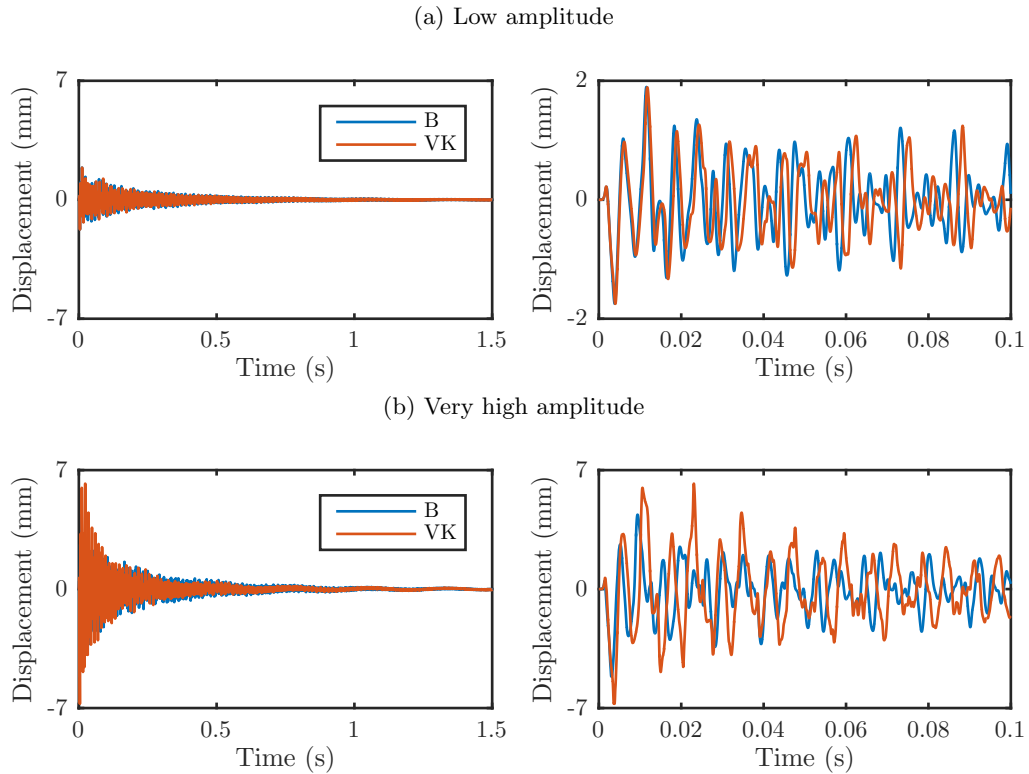 (a) Low amplitude
7
0
-7
Displacement (mm)
B
VK
0
0.5
1
1.5
Time (s)
2
0
-2
Displacement (mm)
0
0.02
0.04
0.06
0.08
0.1
Time (s)
(b) Very high amplitude
7
0
-7
Displacement (mm)
B
VK
0
0.5
1
1.5
Time (s)
7
0
-7
Displacement (mm)
0
0.02
0.04
0.06
0.08
0.1
Time (s)